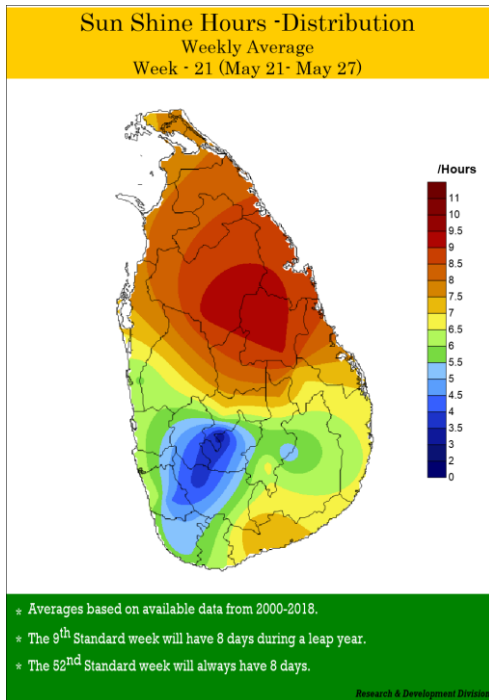 Sun Shine Hours -Distribution
Weekly Average
Week - 21 (May 21- May 27)
/Hours
11
10
9.5
9
8.5
8
7.5
7
6.5
6
5.5
5
4.5
4
3.5
3
2
0
* Averages based on available data from 2000-2018.
* The 9th Standard week will have 8 days during a leap year.
* The 52nd Standard week will always have 8 days.
Research & Development Division